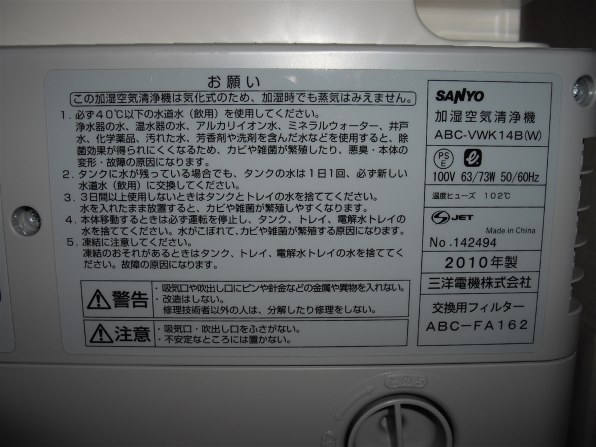 お願い
この加湿空気清浄機は気化式のため、加湿時でも蒸気はみえません。
1. 必ず40℃以下の水道水（飲用）を使用してください。
浄水器の水、温水器の水、アルカリイオン水、ミネラルウォーター、井戸
水、化学薬品、汚れた水、芳香剤や洗剤を含んだ水などを使用すると、除
菌効果が得られにくくなるため、カビや雑菌が繁殖したり、悪臭・本体の
変形・故障の原因になります。
2. タンクに水が残っている場合でも、タンクの水は1日1回、必ず新しい
水道水（飲用）に交換してください。
3. 3日間以上使用しないときはタンクとトレイの水を捨ててください。
水を入れたまま放置すると、カビや雑菌が繁殖しやすくなります。
4. 本体移動するときは必ず運転を停止し、タンク、トレイ、電解水トレイの
水を捨ててください。水がこぼれて、カビや雑菌が繁殖する原因になります。
5. 凍結に注意してください。
凍結のおそれがあるときはタンク、トレイ、電解水トレイの水を捨ててく
ださい。故障の原因になります。
警告
・吸気口や吹出し口にピンや針金などの金属や異物を入れない。
・改造はしない。
修理技術者以外の人は、分解したり修理をしない。
注意
・吸気口・吹出し口をふさがない。
・不安定なところには置かない。
SANYO
加湿空気清浄機
ABC-VWK14B(W)
PS
E
100V 63/73W 50/60Hz
温度ヒューズ 102℃
JET
Made in China
No.142494
2010年製
三洋電機株式会社
交換用フィルター
ABC-FA162